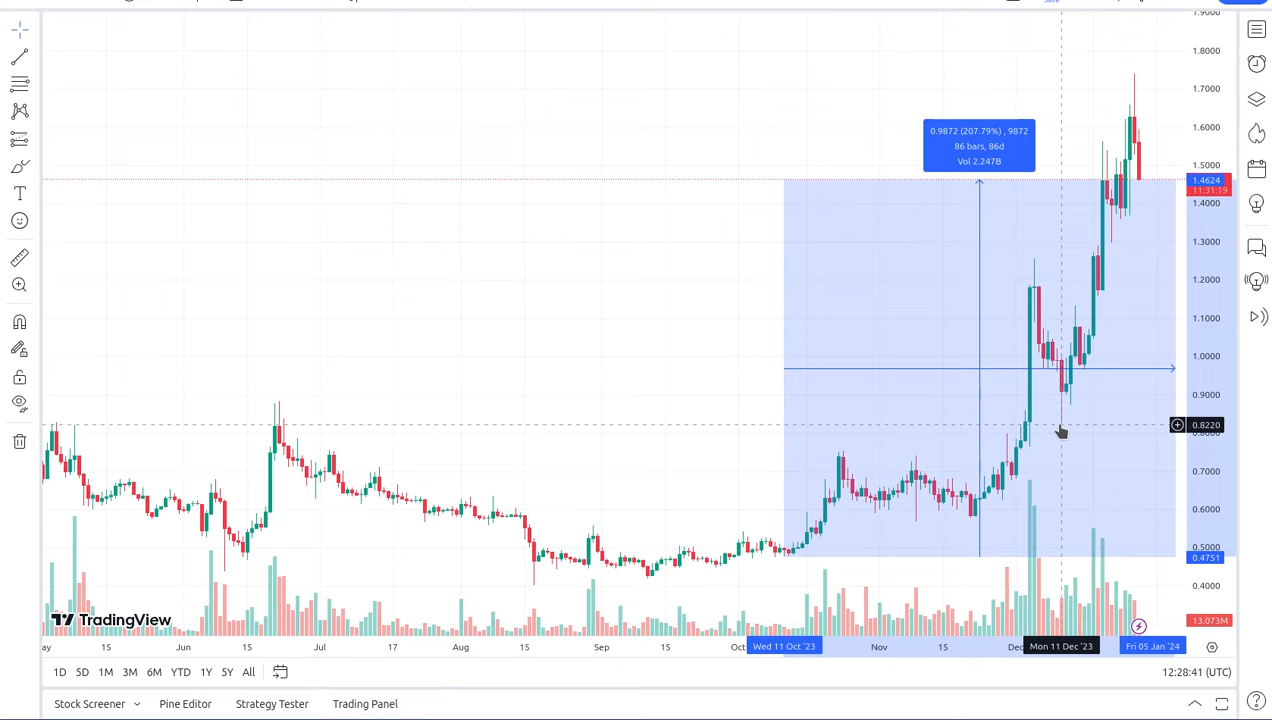 1.9000
1.8000
1.7000
1.6000
1.5000
1.4624
11:31:19
1.4000
1.3000
1.2000
1.1000
1.0000
0.9000
0.8220
0.8000
0.7000
0.6000
0.4751
0.5000
0.4000
13.073M
0.9872 (207.79%) , 9872
86 bars, 86d
Vol 2.247B
TradingView
ay 15 Jun 15 Jul 17 Aug 15 Sep 15 Oct Wed 11 Oct '23 Nov 15 Dec Mon 11 Dec '23 Fri 05 Jan '24
1D 5D 1M 3M 6M YTD 1Y 5Y All 12:28:41 (UTC)
Stock Screener Pine Editor Strategy Tester Trading Panel